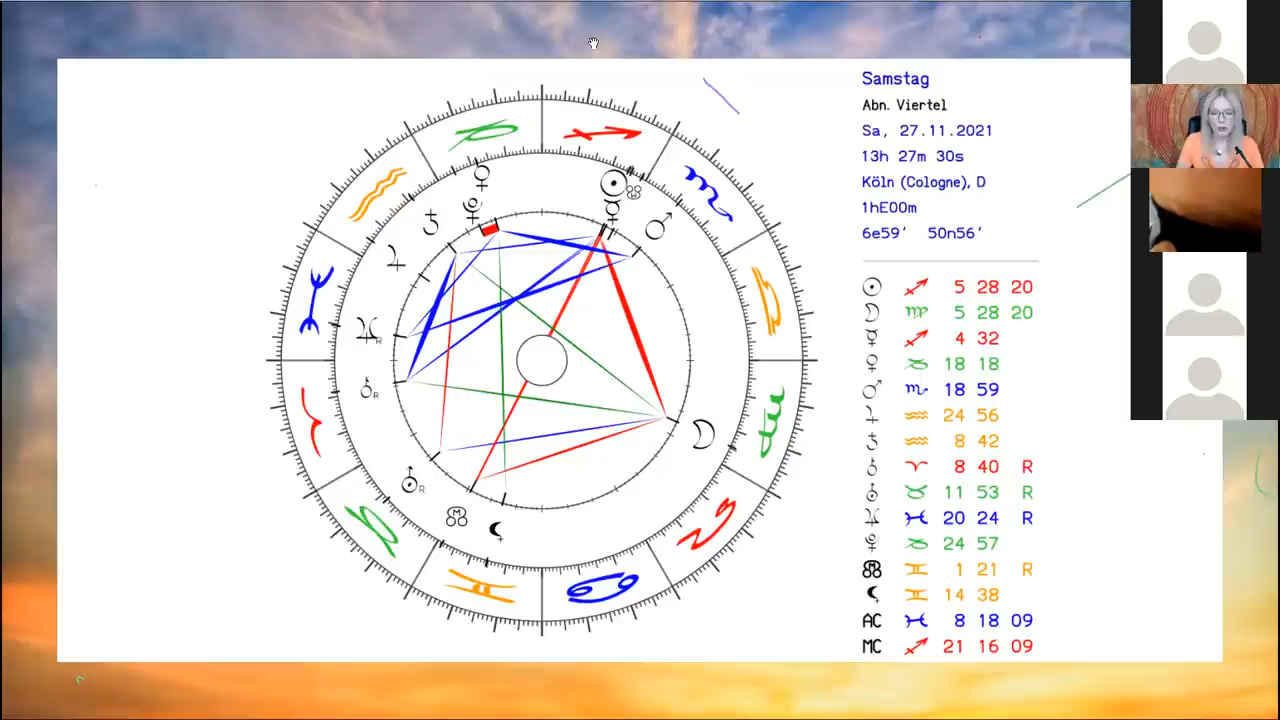 Samstag
Abn. Viertel
Sa, 27.11.2021
13h 27m 30s
Köln (Cologne), D
1hE00m
6e59' 50n56'
☉ ♐ 5 28 20
☽ ♍ 5 28 20
☿ ♐ 4 32
♀ ♑ 18 18
♂ ♏ 18 59
♃ ♒ 24 56
♄ ♒ 8 42
⚷ ♈ 8 40 R
⛢ ♉ 11 53 R
♆ ♓ 20 24 R
♇ ♑ 24 57
☊ ♊ 1 21 R
⚸ ♊ 14 38
AC ♓ 8 18 09
MC ♐ 21 16 09
R
R
R